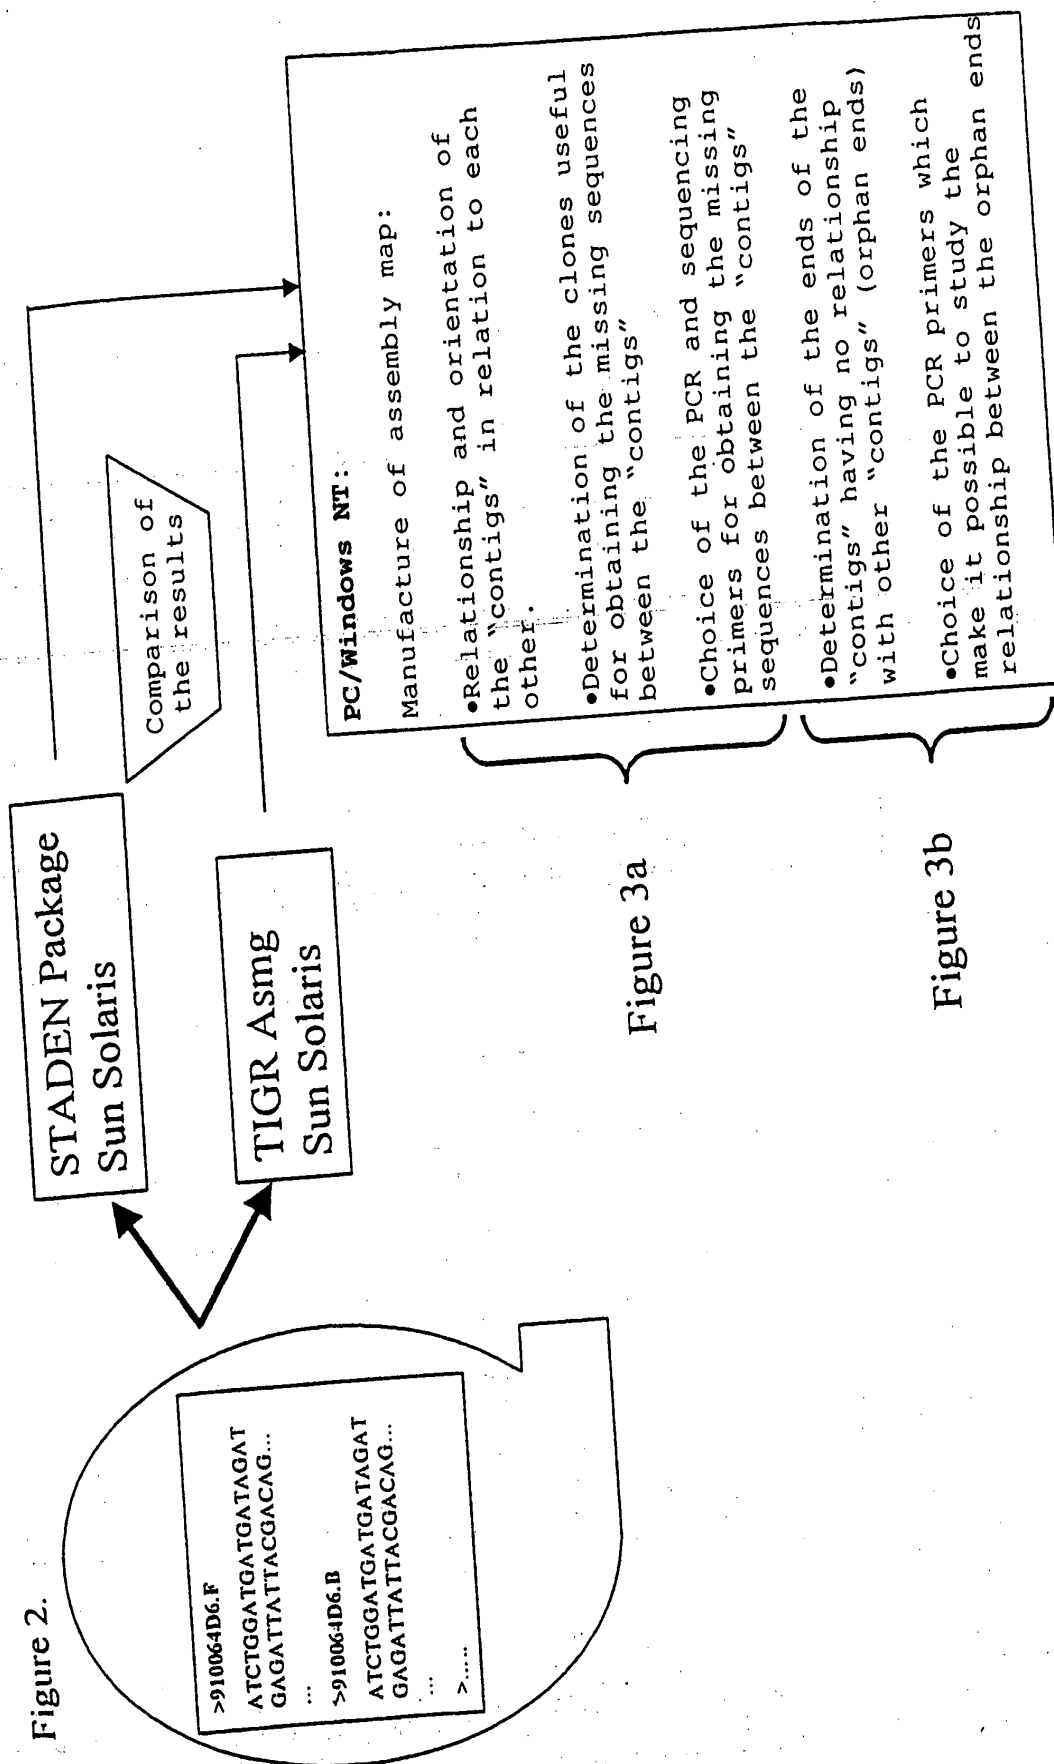 Figure 2.
>910064D6.F
ATCTGGATGATGATAGAT
GAGATTATTACGACAG...
...
>910064D6.B
ATCTGGATGATGATAGAT
GAGATTATTACGACAG...
...
>.....
STADEN Package
Sun Solaris
TIGR Asmg
Sun Solaris
Comparison of
the results
PC/Windows NT:
Manufacture of assembly map:
•Relationship and orientation of
the "contigs" in relation to each
other.
•Determination of the clones useful
for obtaining the missing sequences
between the "contigs"
•Choice of the PCR and sequencing
primers for obtaining the missing
sequences between the "contigs"
•Determination of the ends of the
"contigs" having no relationship
with other "contigs" (orphan ends)
•Choice of the PCR primers which
make it possible to study the
relationship between the orphan ends
Figure 3a
Figure 3b